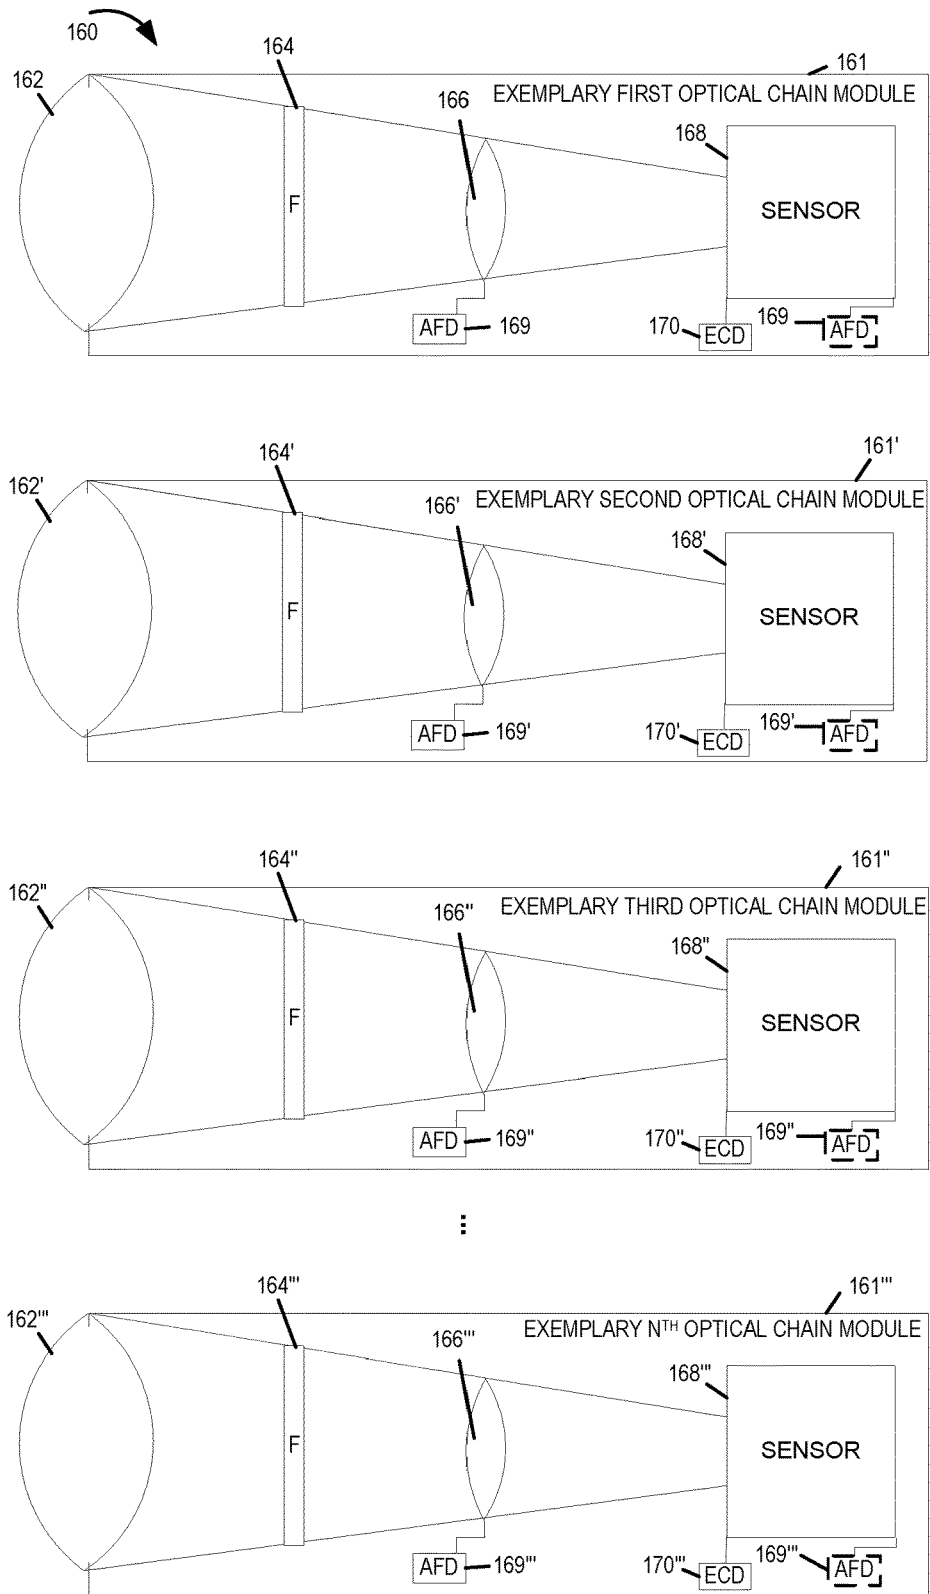 160
162
164
161
EXEMPLARY FIRST OPTICAL CHAIN MODULE
166
168
F
SENSOR
AFD
169
170
ECD
169
AFD
162'
164'
161'
EXEMPLARY SECOND OPTICAL CHAIN MODULE
166'
168'
F
SENSOR
AFD
169'
170'
ECD
169'
AFD
162"
164"
161"
EXEMPLARY THIRD OPTICAL CHAIN MODULE
166"
168"
F
SENSOR
AFD
169"
170"
ECD
169"
AFD
...
162'''
164'''
161'''
EXEMPLARY NTH OPTICAL CHAIN MODULE
166'''
168'''
F
SENSOR
AFD
169'''
170'''
ECD
169'''
AFD